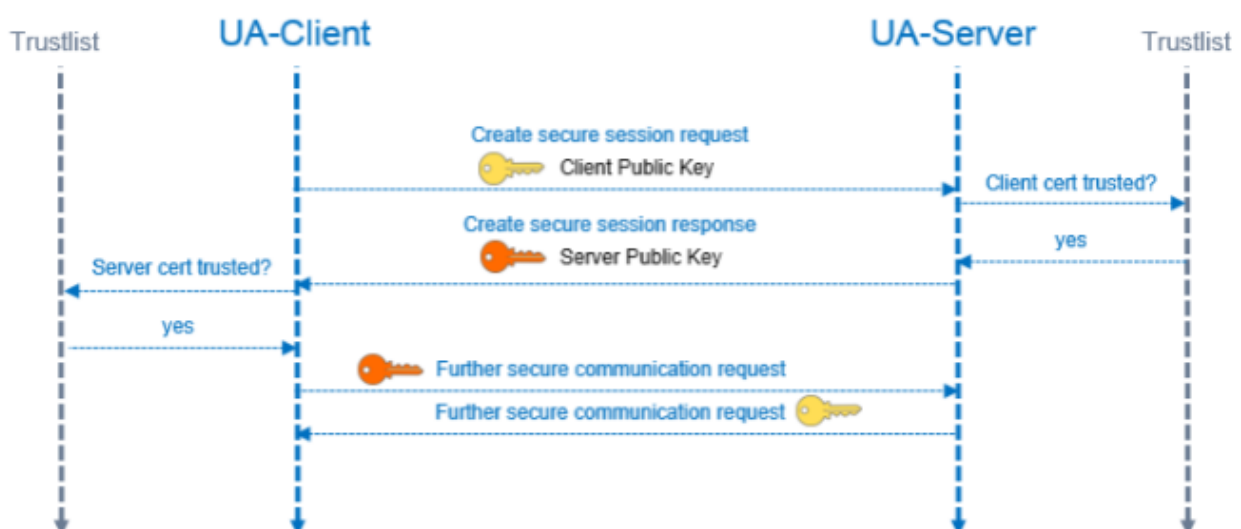 Trustlist
UA-Client
UA-Server
Trustlist
Create secure session request
Client Public Key
Client cert trusted?
Create secure session response
yes
Server Public Key
Server cert trusted?
yes
Further secure communication request
Further secure communication request